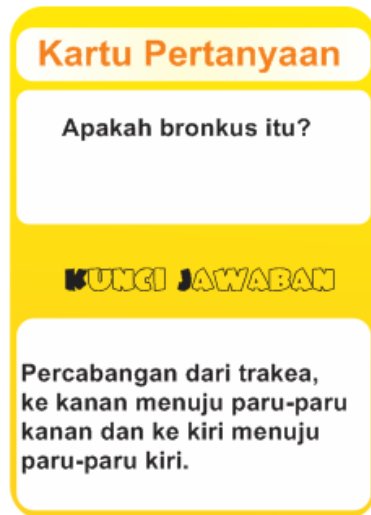 Kartu Pertanyaan
Apakah bronkus itu?
KUNCI JAWABAN
Percabangan dari trakea,
ke kanan menuju paru-paru
kanan dan ke kiri menuju
paru-paru kiri.